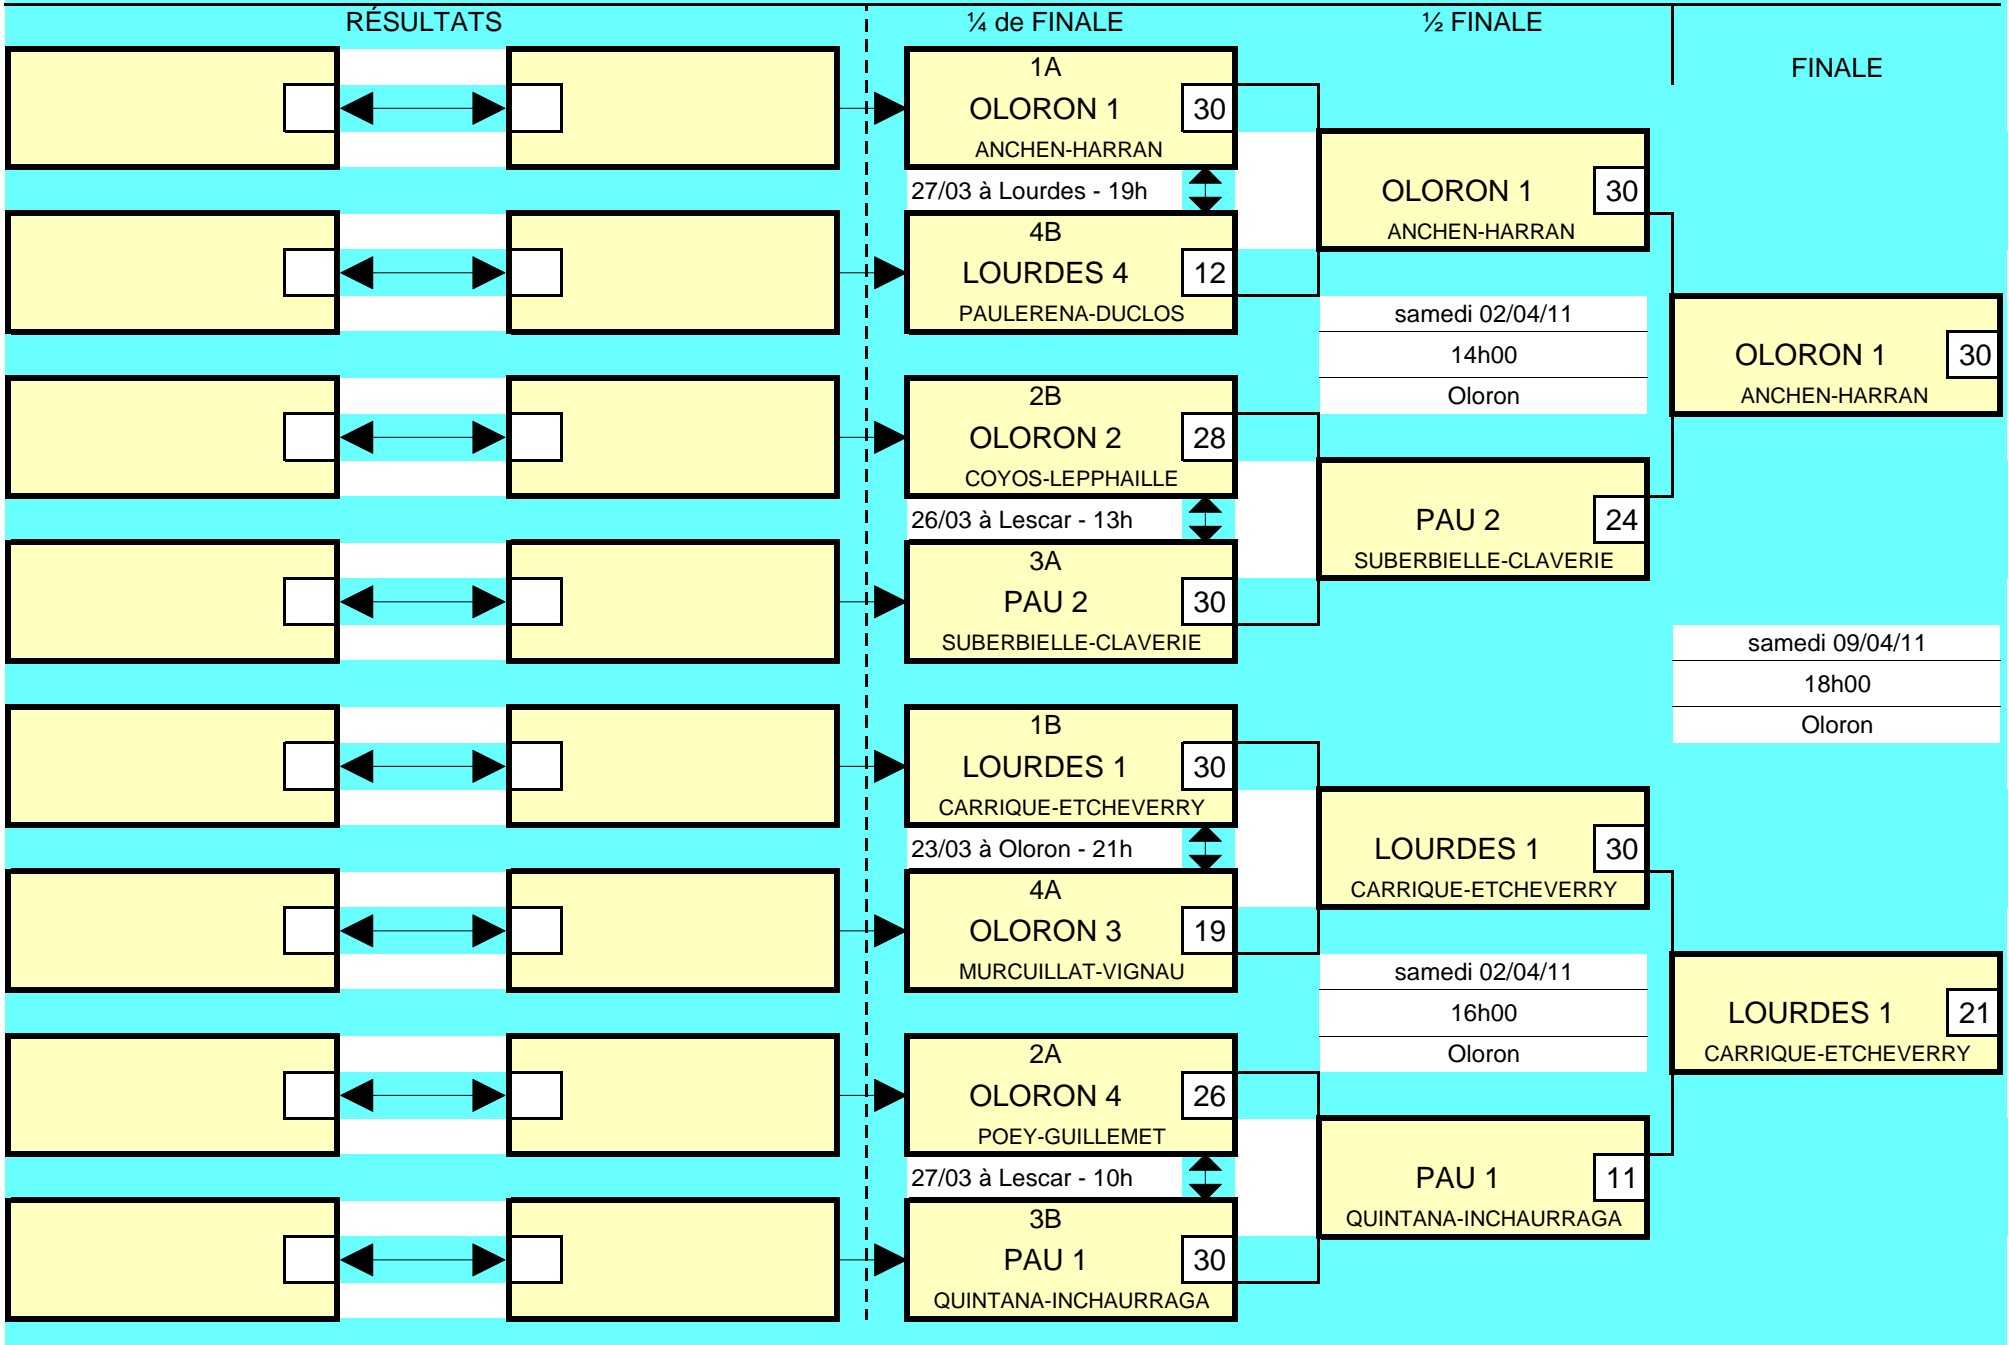 RÉSULTATS
¼ de FINALE
1A
OLORON 1 30
ANCHEN-HARRAN
27/03 à Lourdes - 19h
4B
LOURDES 4 12
PAULERENA-DUCLOS
2B
OLORON 2 28
COYOS-LEPPHAILLE
26/03 à Lescar - 13h
3A
PAU 2 30
SUBERBIELLE-CLAVERIE
1B
LOURDES 1 30
CARRIQUE-ETCHEVERRY
23/03 à Oloron - 21h
4A
OLORON 3 19
MURCUILLAT-VIGNAU
2A
OLORON 4 26
POEY-GUILLEMET
27/03 à Lescar - 10h
3B
PAU 1 30
QUINTANA-INCHAURRAGA
½ FINALE
OLORON 1 30
ANCHEN-HARRAN
samedi 02/04/11
14h00
Oloron
PAU 2 24
SUBERBIELLE-CLAVERIE
LOURDES 1 30
CARRIQUE-ETCHEVERRY
samedi 02/04/11
16h00
Oloron
PAU 1 11
QUINTANA-INCHAURRAGA
FINALE
OLORON 1 30
ANCHEN-HARRAN
samedi 09/04/11
18h00
Oloron
LOURDES 1 21
CARRIQUE-ETCHEVERRY